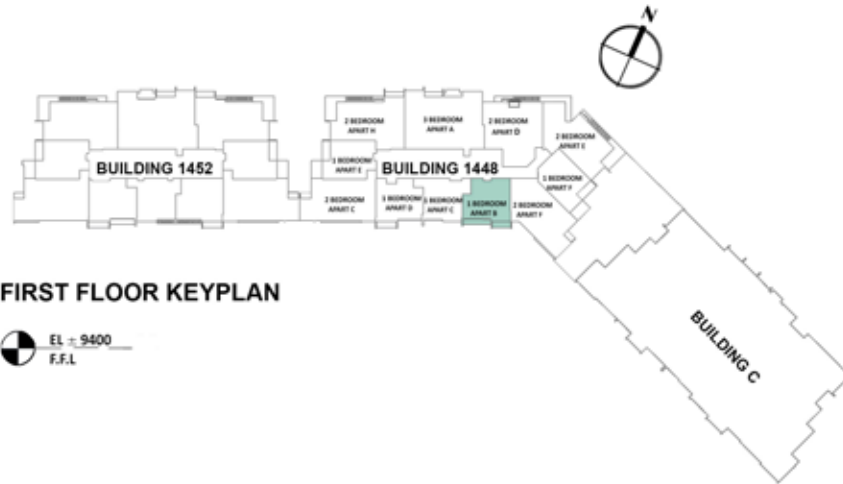 N
2 BEDROOM
APART H
3 BEDROOM
APART A
2 BEDROOM
APART D
2 BEDROOM
APART E
1 BEDROOM
APART E
BUILDING 1452
BUILDING 1448
1 BEDROOM
APART F
2 BEDROOM
APART C
1 BEDROOM
APART D
1 BEDROOM
APART C
1 BEDROOM
APART B
2 BEDROOM
APART F
FIRST FLOOR KEYPLAN
EL ± 9400
F.F.L
BUILDING C